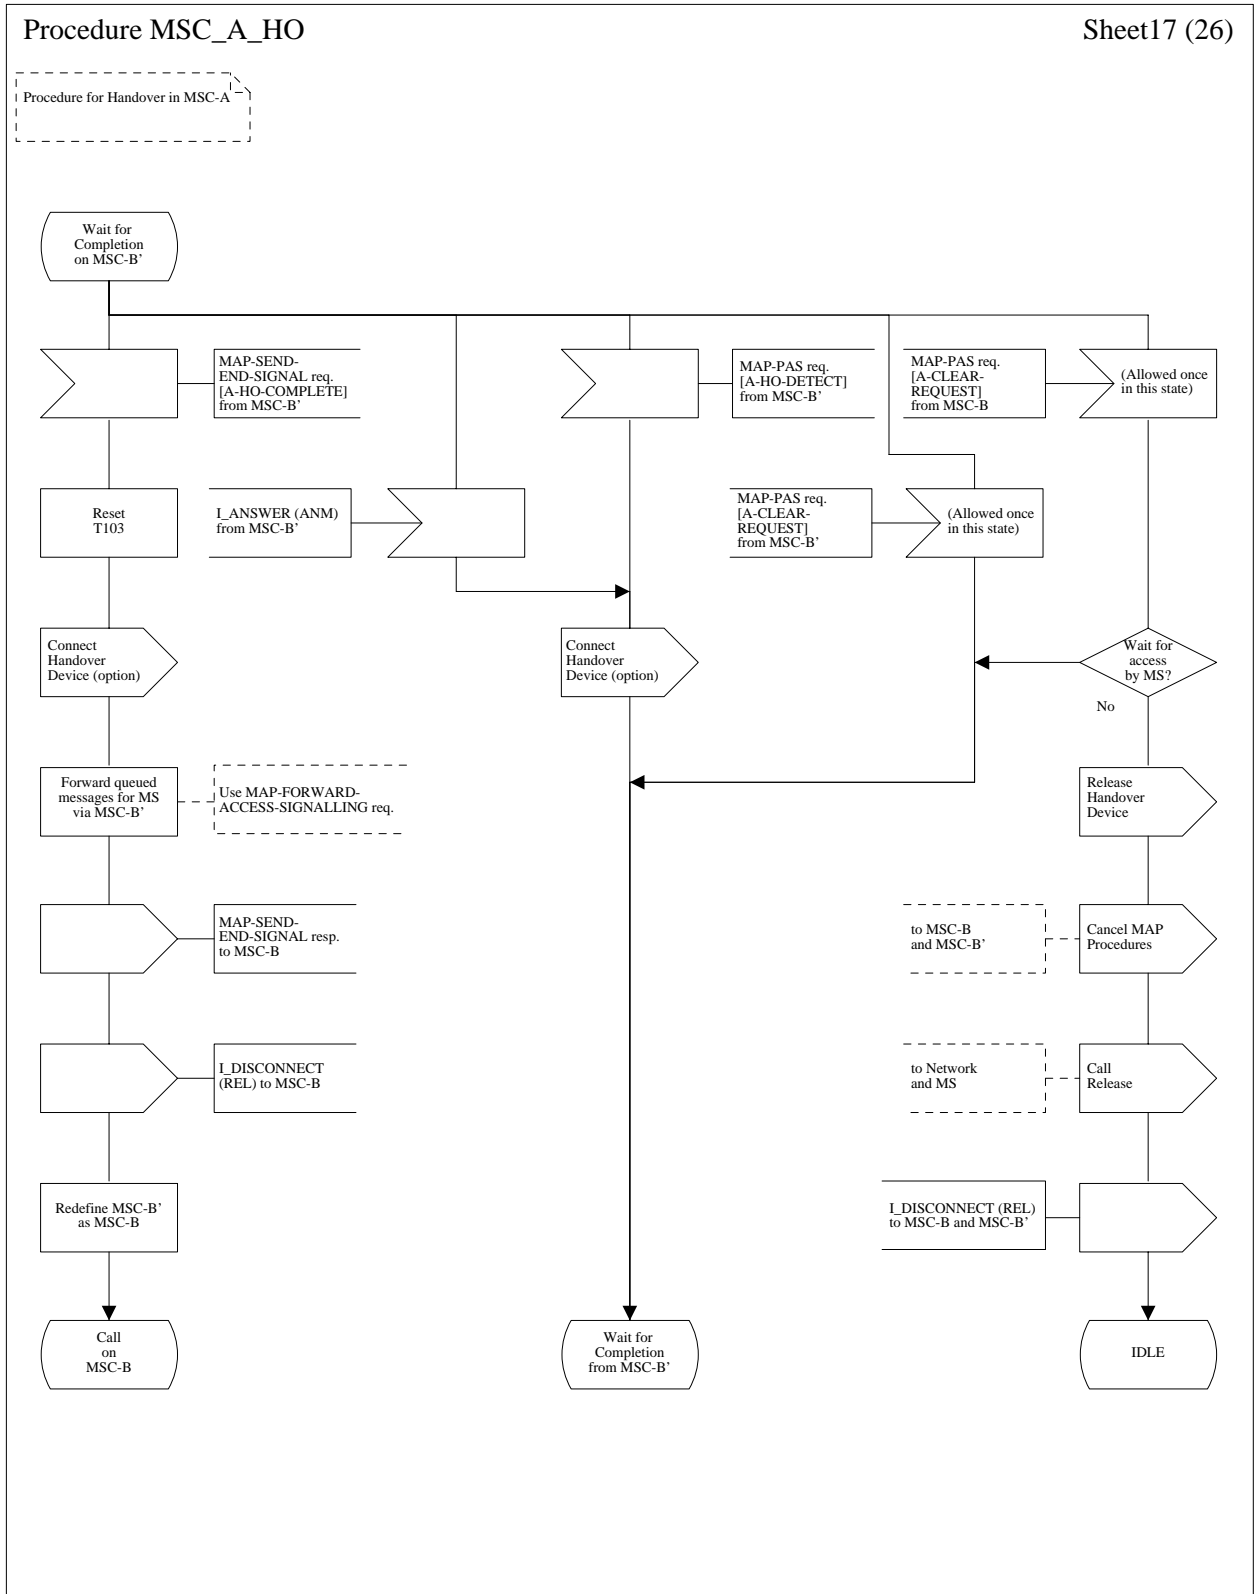 Procedure MSC_A_HO
Sheet17 (26)
Procedure for Handover in MSC-A
Wait for
Completion
on MSC-B’
MAP-SEND-
END-SIGNAL req.
[A-HO-COMPLETE]
from MSC-B’
MAP-PAS req.
[A-HO-DETECT]
from MSC-B’
MAP-PAS req.
[A-CLEAR-
REQUEST]
from MSC-B
(Allowed once
in this state)
Reset
T103
I_ANSWER (ANM)
from MSC-B’
MAP-PAS req.
[A-CLEAR-
REQUEST]
from MSC-B’
(Allowed once
in this state)
Connect
Handover
Device (option)
Connect
Handover
Device (option)
Wait for
access
by MS?
No
Forward queued
messages for MS
via MSC-B’
Use MAP-FORWARD-
ACCESS-SIGNALLING req.
Release
Handover
Device
MAP-SEND-
END-SIGNAL resp.
to MSC-B
to MSC-B
and MSC-B’
Cancel MAP
Procedures
I_DISCONNECT
(REL) to MSC-B
to Network
and MS
Call
Release
Redefine MSC-B’
as MSC-B
I_DISCONNECT (REL)
to MSC-B and MSC-B’
Call
on
MSC-B
Wait for
Completion
from MSC-B’
IDLE